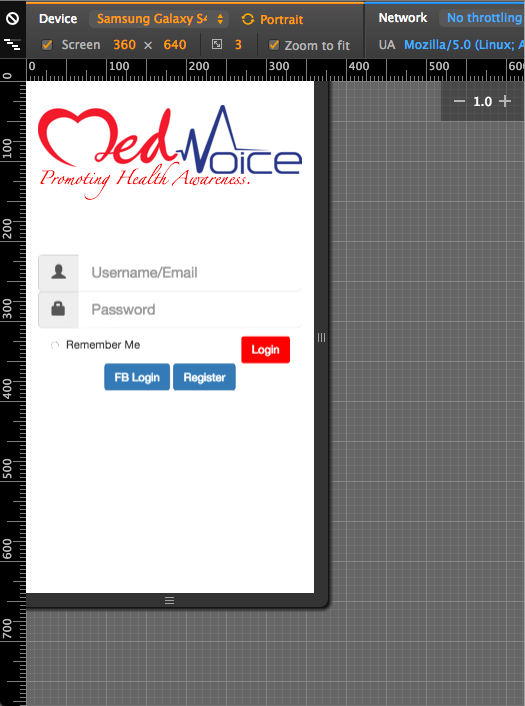 Device Samsung Galaxy S4 Portrait Network No throttling
Screen 360 × 640 3 Zoom to fit UA Mozilla/5.0 (Linux; A
0 100 200 300 400 500 600
0
100
200
300
400
500
600
700
1.0
MedVoice
Promoting Health Awareness.
Username/Email
Password
Remember Me Login
FB Login Register